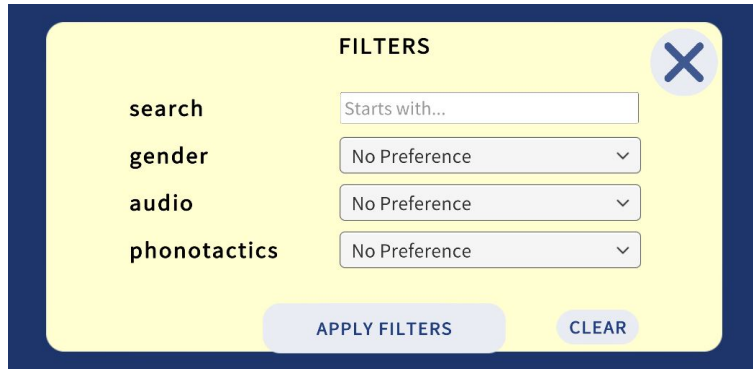 FILTERS
search Starts with...
gender No Preference
audio No Preference
phonotactics No Preference
APPLY FILTERS CLEAR